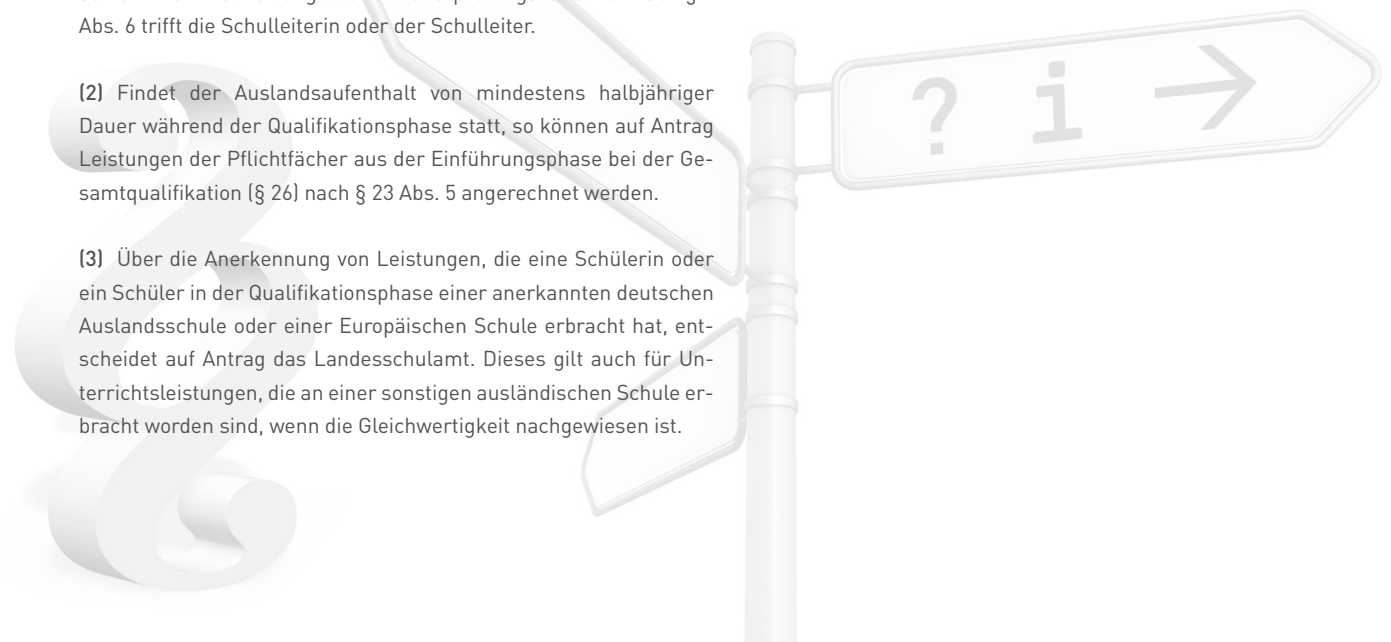 Abs. 6 trifft die Schulleiterin oder der Schulleiter.
(2) Findet der Auslandsaufenthalt von mindestens halbjähriger
Dauer während der Qualifikationsphase statt, so können auf Antrag
Leistungen der Pflichtfächer aus der Einführungsphase bei der Ge-
samtqualifikation (§ 26) nach § 23 Abs. 5 angerechnet werden.
(3) Über die Anerkennung von Leistungen, die eine Schülerin oder
ein Schüler in der Qualifikationsphase einer anerkannten deutschen
Auslandsschule oder einer Europäischen Schule erbracht hat, ent-
scheidet auf Antrag das Landesschulamt. Dieses gilt auch für Un-
terrichtsleistungen, die an einer sonstigen ausländischen Schule er-
bracht worden sind, wenn die Gleichwertigkeit nachgewiesen ist.
? i →
§